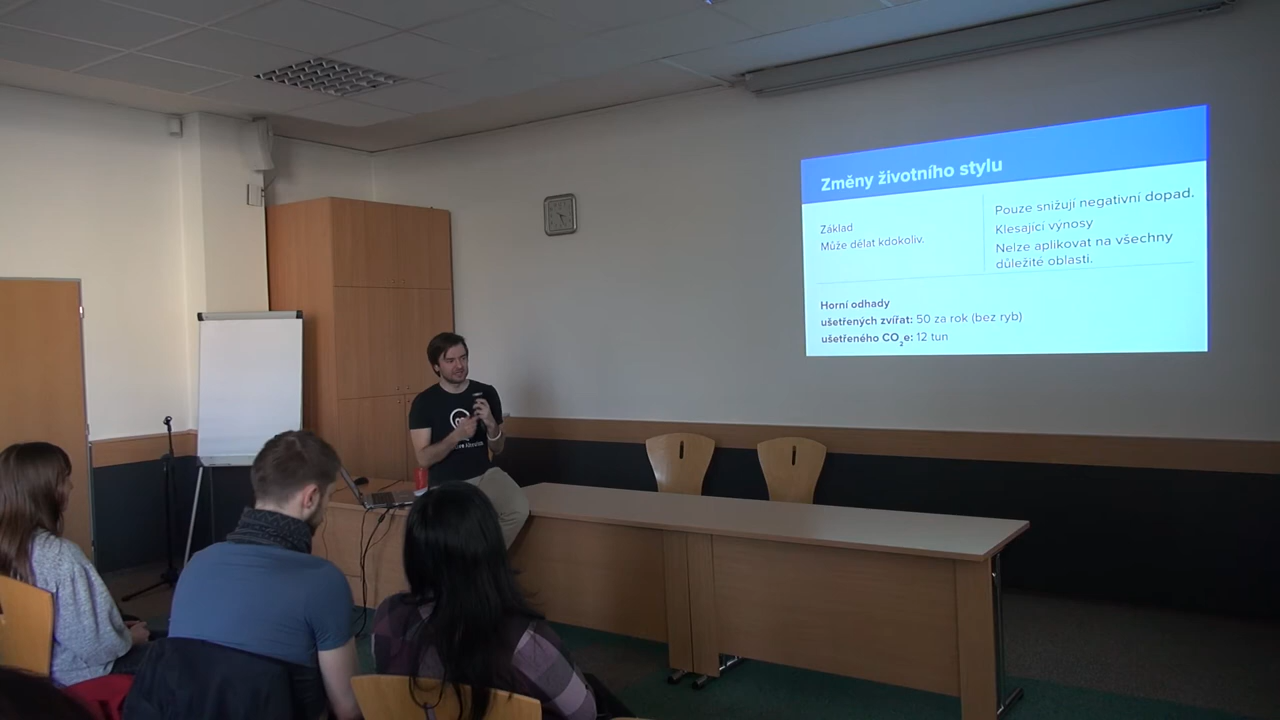 Změny životního stylu
Základ
Může dělat kdokoliv.
Pouze snižují negativní dopad.
Klesající výnosy
Nelze aplikovat na všechny
důležité oblasti.
Horní odhady
ušetřených zvířat: 50 za rok (bez ryb)
ušetřeného CO₂e: 12 tun